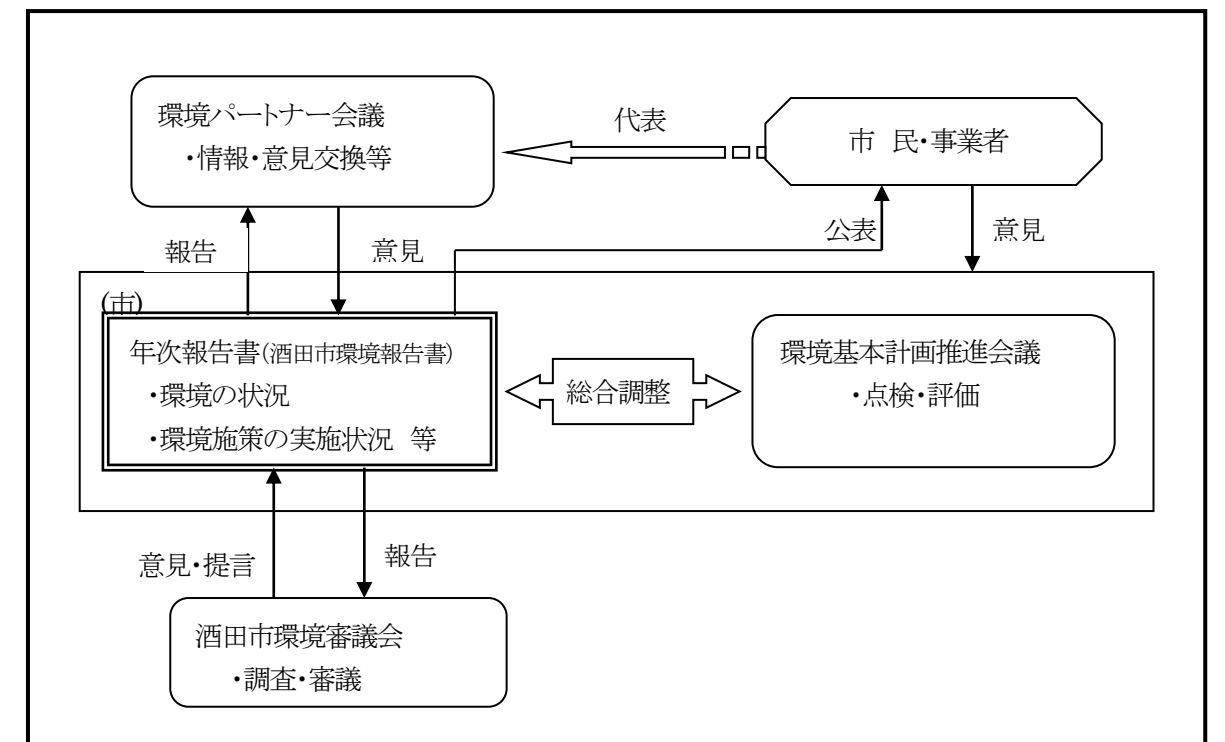 環境パートナー会議
・情報・意見交換等
代表
市 民・事業者
報告
意見
公表
意見
(市)
年次報告書(酒田市環境報告書)
・環境の状況
・環境施策の実施状況 等
総合調整
環境基本計画推進会議
・点検・評価
意見・提言
報告
酒田市環境審議会
・調査・審議